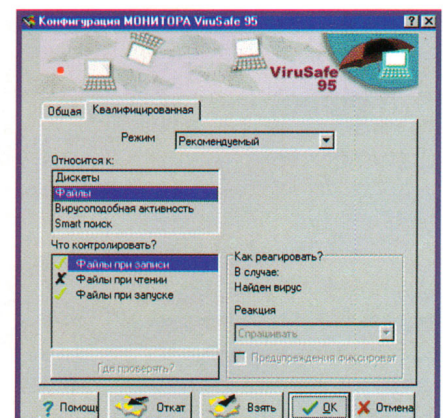 Конфигурация МОНИТОРА ViruSafe 95
ViruSafe
95
Общая Квалифицированная
Режим Рекомендуемый
Относится к:
Дискеты
Файлы
Вирусоподобная активность
Smart поиск
Что контролировать?
Файлы при записи
Файлы при чтении
Файлы при запуске
Где проверять?
Как реагировать?
В случае:
Найден вирус
Реакция
Спрашивать
Предупреждения фиксироват
Помощь Откат Взять OK Отмена